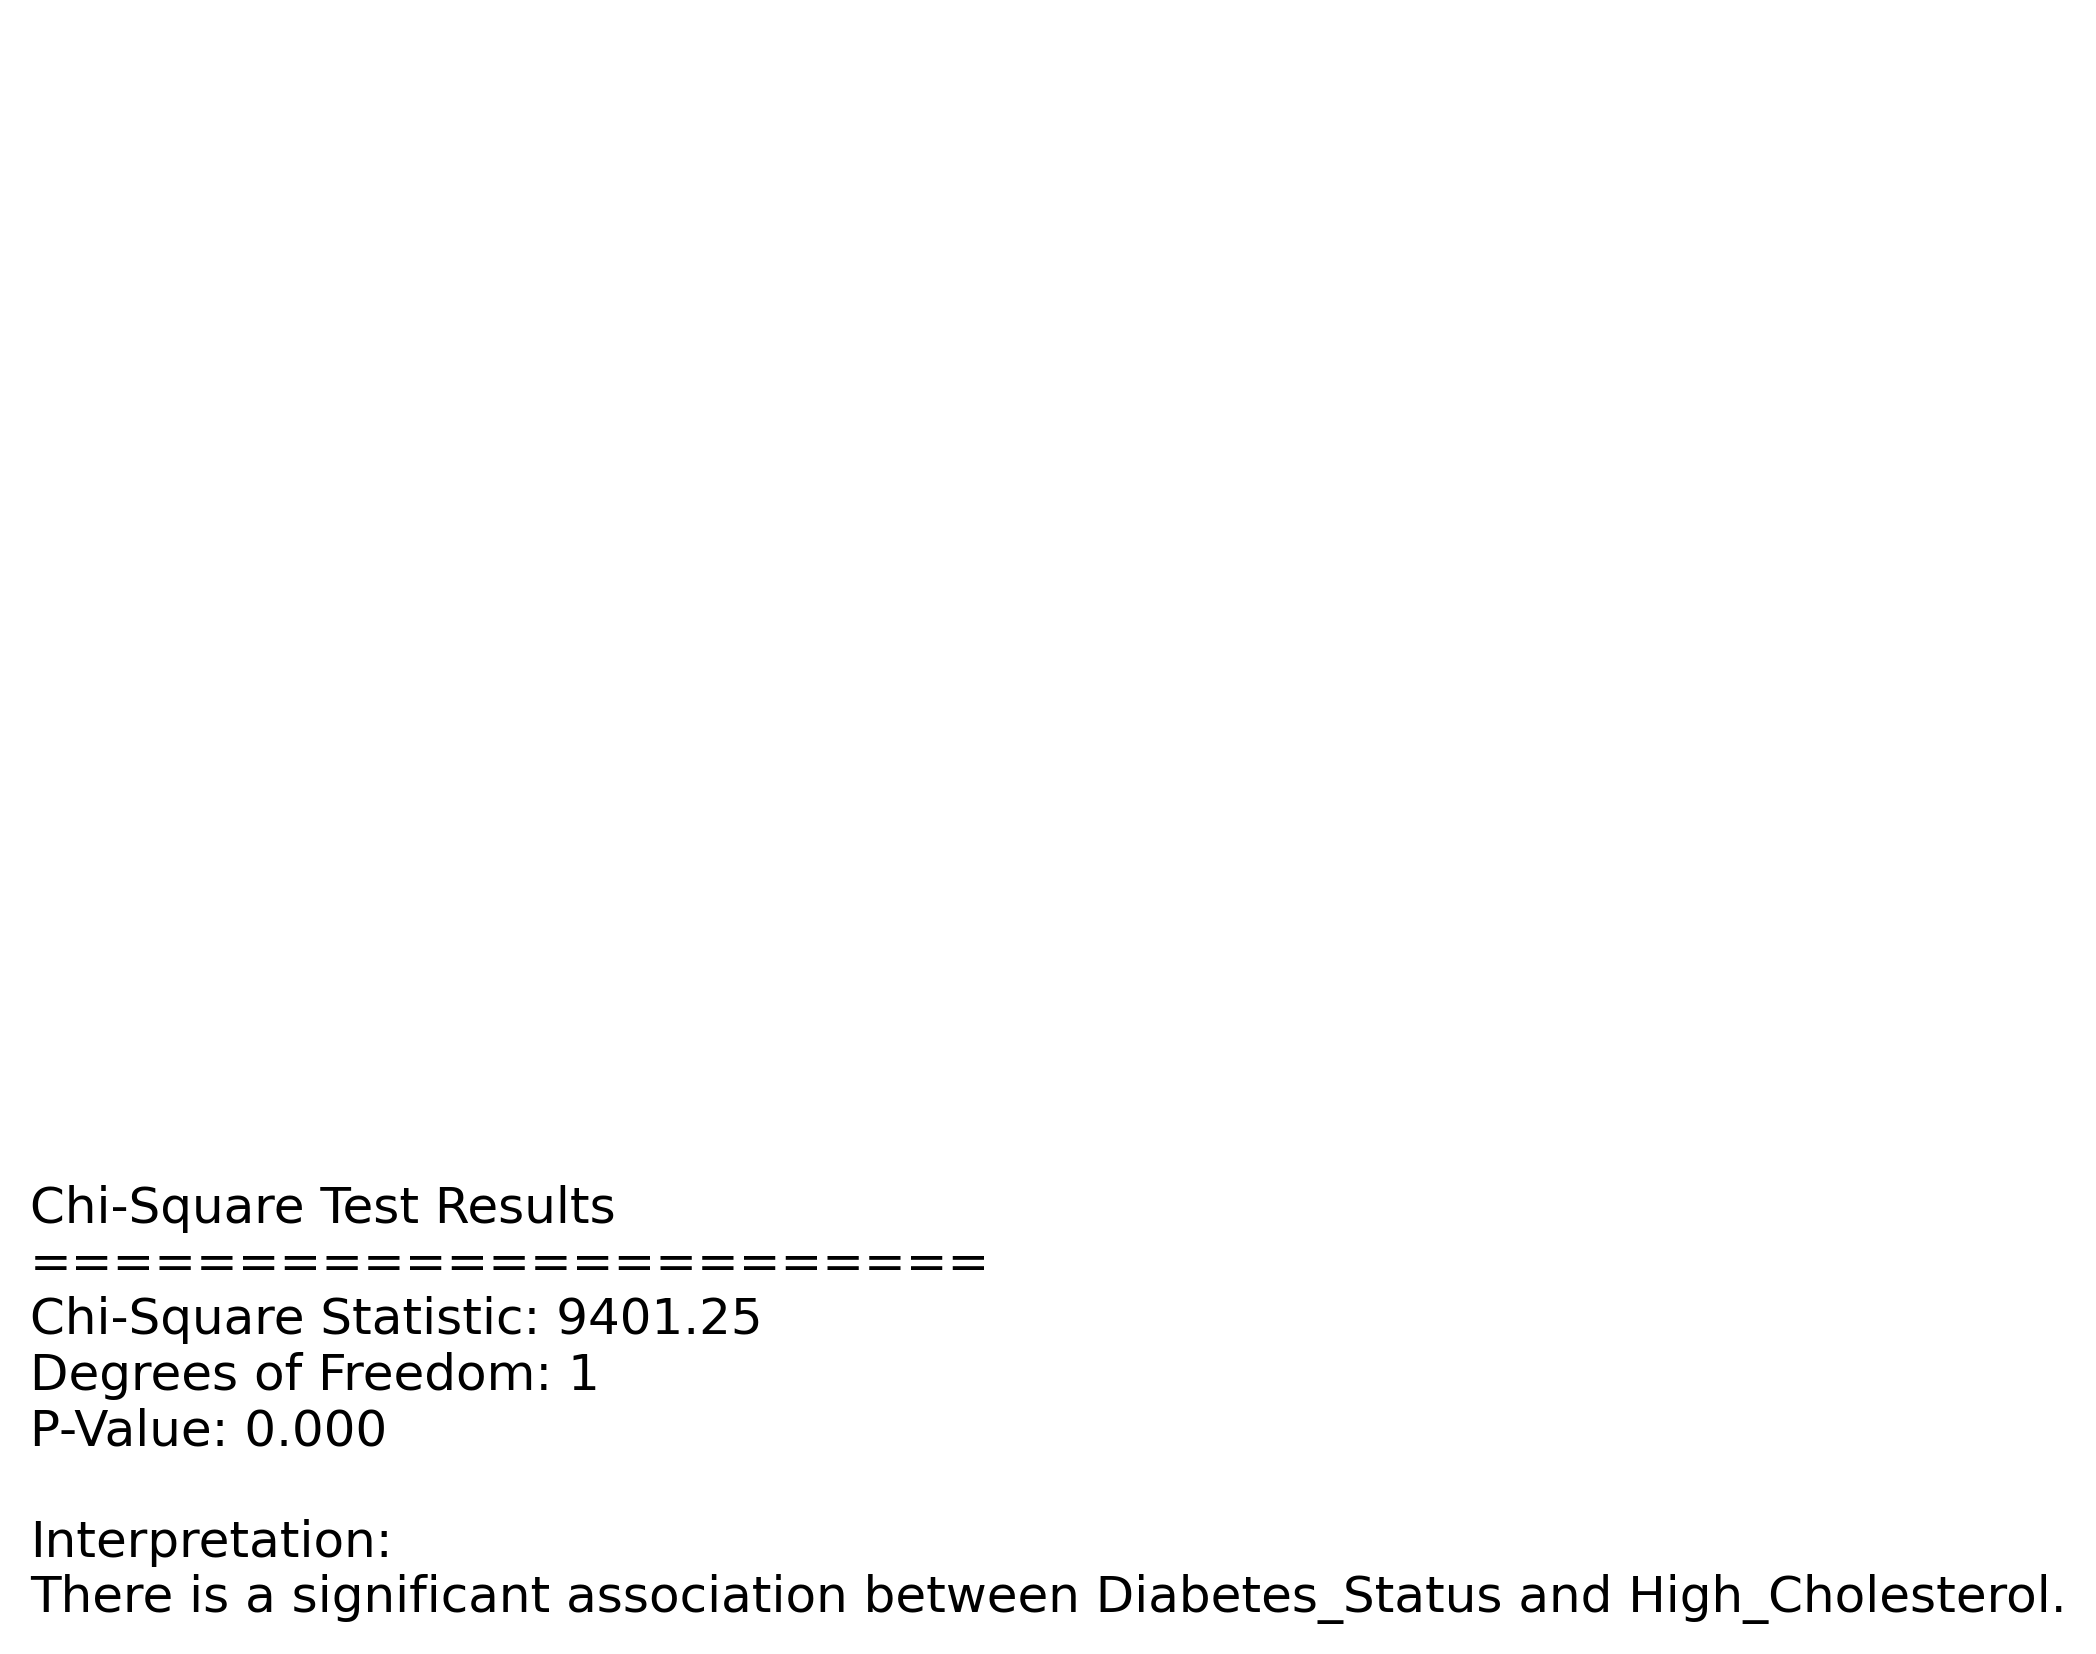 Chi-Square Test Results
=======================
Chi-Square Statistic: 9401.25
Degrees of Freedom: 1
P-Value: 0.000
Interpretation:
There is a significant association between Diabetes_Status and High_Cholesterol.